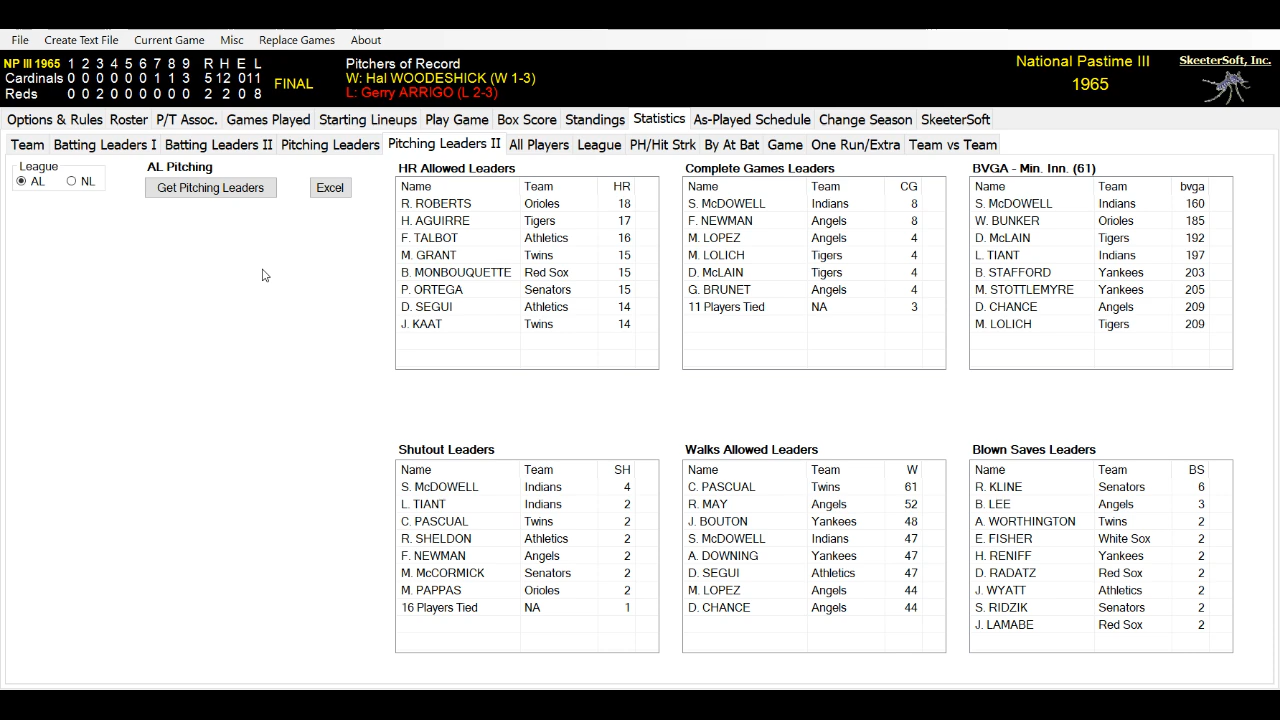 File Create Text File Current Game Misc Replace Games About
NP III 1965 1 2 3 4 5 6 7 8 9 R H E L
Cardinals 0 0 0 0 0 0 1 1 3 5 12 0 11
Reds 0 0 2 0 0 0 0 0 0 2 2 0 8
FINAL
Pitchers of Record
W: Hal WOODESHICK (W 1-3)
L: Gerry ARRIGO (L 2-3)
National Pastime III
1965
SkeeterSoft, Inc.
Options & Rules Roster P/T Assoc. Games Played Starting Lineups Play Game Box Score Standings Statistics As-Played Schedule Change Season SkeeterSoft
Team Batting Leaders I Batting Leaders II Pitching Leaders Pitching Leaders II All Players League PH/Hit Strk By At Bat Game One Run/Extra Team vs Team
League
AL NL
AL Pitching
Get Pitching Leaders Excel
HR Allowed Leaders
Name Team HR
R. ROBERTS Orioles 18
H. AGUIRRE Tigers 17
F. TALBOT Athletics 16
M. GRANT Twins 15
B. MONBOUQUETTE Red Sox 15
P. ORTEGA Senators 15
D. SEGUI Athletics 14
J. KAAT Twins 14
Complete Games Leaders
Name Team CG
S. McDOWELL Indians 8
F. NEWMAN Angels 8
M. LOPEZ Angels 4
M. LOLICH Tigers 4
D. McLAIN Tigers 4
G. BRUNET Angels 4
11 Players Tied NA 3
BVGA - Min. Inn. (61)
Name Team bvga
S. McDOWELL Indians 160
W. BUNKER Orioles 185
D. McLAIN Tigers 192
L. TIANT Indians 197
B. STAFFORD Yankees 203
M. STOTTLEMYRE Yankees 205
D. CHANCE Angels 209
M. LOLICH Tigers 209
Shutout Leaders
Name Team SH
S. McDOWELL Indians 4
L. TIANT Indians 2
C. PASCUAL Twins 2
R. SHELDON Athletics 2
F. NEWMAN Angels 2
M. McCORMICK Senators 2
M. PAPPAS Orioles 2
16 Players Tied NA 1
Walks Allowed Leaders
Name Team W
C. PASCUAL Twins 61
R. MAY Angels 52
J. BOUTON Yankees 48
S. McDOWELL Indians 47
A. DOWNING Yankees 47
D. SEGUI Athletics 47
M. LOPEZ Angels 44
D. CHANCE Angels 44
Blown Saves Leaders
Name Team BS
R. KLINE Senators 6
B. LEE Angels 3
A. WORTHINGTON Twins 2
E. FISHER White Sox 2
H. RENIFF Yankees 2
D. RADATZ Red Sox 2
J. WYATT Athletics 2
S. RIDZIK Senators 2
J. LAMABE Red Sox 2